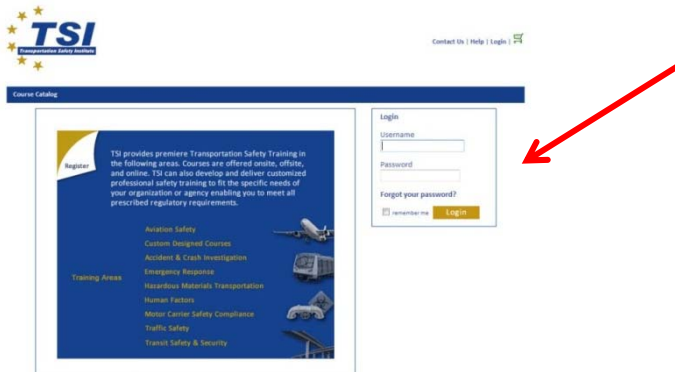 TSI
Transportation Safety Institute
Contact Us | Help | Login |
Course Catalog
Register
TSI provides premiere Transportation Safety Training in
the following areas. Courses are offered onsite, offsite,
and online. TSI can also develop and deliver customized
professional safety training to fit the specific needs of
your organization or agency enabling you to meet all
prescribed regulatory requirements.
Training Areas
Aviation Safety
Custom Designed Courses
Accident & Crash Investigation
Emergency Response
Hazardous Materials Transportation
Human Factors
Motor Carrier Safety Compliance
Traffic Safety
Transit Safety & Security
Login
Username
Password
Forgot your password?
remember me Login